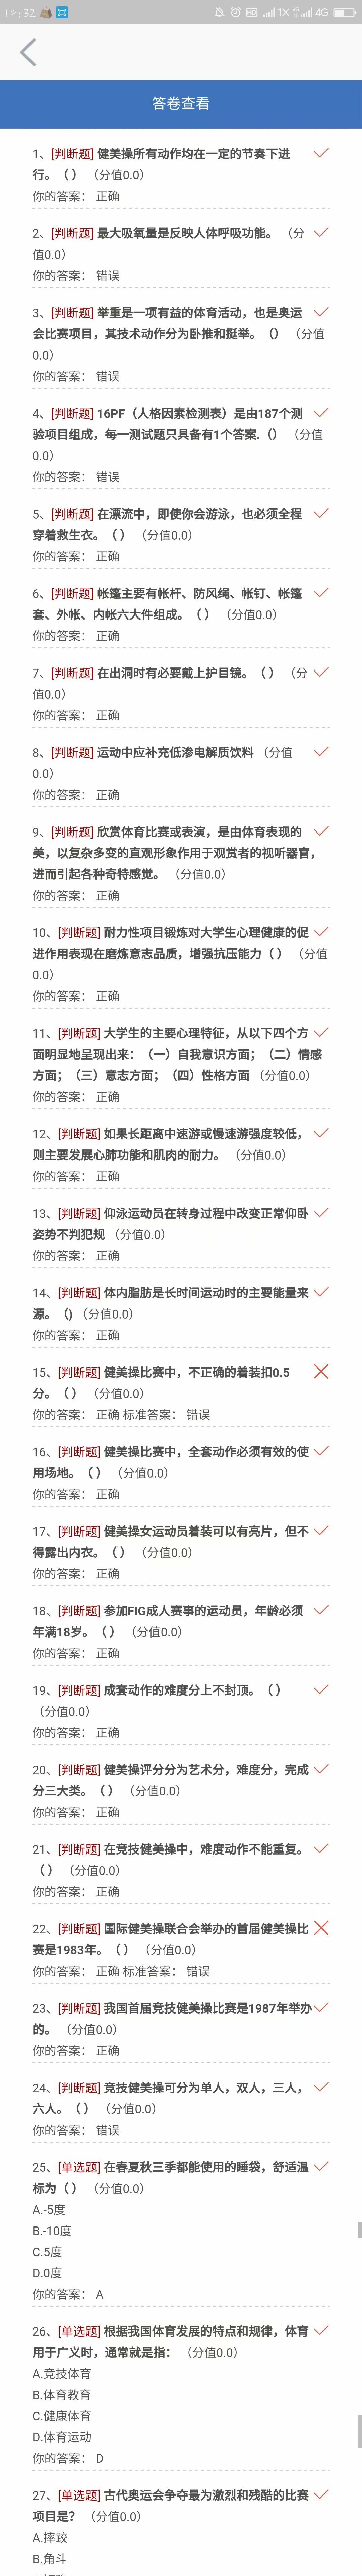 14:32
HD 1X 4G
答卷查看
1、[判断题] 健美操所有动作均在一定的节奏下进
行。（ ） （分值0.0）
你的答案： 正确
2、[判断题] 最大吸氧量是反映人体呼吸功能。 （分
值0.0）
你的答案： 错误
3、[判断题] 举重是一项有益的体育活动，也是奥运
会比赛项目，其技术动作分为卧推和挺举。（） （分值
0.0）
你的答案： 错误
4、[判断题] 16PF（人格因素检测表）是由187个测
验项目组成，每一测试题只具备有1个答案.（） （分值
0.0）
你的答案： 错误
5、[判断题] 在漂流中，即使你会游泳，也必须全程
穿着救生衣。（ ） （分值0.0）
你的答案： 正确
6、[判断题] 帐篷主要有帐杆、防风绳、帐钉、帐篷
套、外帐、内帐六大件组成。（ ） （分值0.0）
你的答案： 正确
7、[判断题] 在出洞时有必要戴上护目镜。（ ） （分
值0.0）
你的答案： 正确
8、[判断题] 运动中应补充低渗电解质饮料 （分值
0.0）
你的答案： 正确
9、[判断题] 欣赏体育比赛或表演，是由体育表现的
美，以复杂多变的直观形象作用于观赏者的视听器官，
进而引起各种奇特感觉。 （分值0.0）
你的答案： 正确
10、[判断题] 耐力性项目锻炼对大学生心理健康的促
进作用表现在磨炼意志品质，增强抗压能力（ ） （分值
0.0）
你的答案： 正确
11、[判断题] 大学生的主要心理特征，从以下四个方
面明显地呈现出来：（一）自我意识方面；（二）情感
方面；（三）意志方面；（四）性格方面 （分值0.0）
你的答案： 正确
12、[判断题] 如果长距离中速游或慢速游强度较低，
则主要发展心肺功能和肌肉的耐力。 （分值0.0）
你的答案： 正确
13、[判断题] 仰泳运动员在转身过程中改变正常仰卧
姿势不判犯规 （分值0.0）
你的答案： 正确
14、[判断题] 体内脂肪是长时间运动时的主要能量来
源。 () （分值0.0）
你的答案： 正确
15、[判断题] 健美操比赛中，不正确的着装扣0.5
分。（ ） （分值0.0）
你的答案： 正确 标准答案： 错误
16、[判断题] 健美操比赛中，全套动作必须有效的使
用场地。（ ） （分值0.0）
你的答案： 正确
17、[判断题] 健美操女运动员着装可以有亮片，但不
得露出内衣。（ ） （分值0.0）
你的答案： 正确
18、[判断题] 参加FIG成人赛事的运动员，年龄必须
年满18岁。（ ） （分值0.0）
你的答案： 正确
19、[判断题] 成套动作的难度分上不封顶。（ ）
（分值0.0）
你的答案： 正确
20、[判断题] 健美操评分分为艺术分，难度分，完成
分三大类。（ ） （分值0.0）
你的答案： 正确
21、[判断题] 在竞技健美操中，难度动作不能重复。
（ ） （分值0.0）
你的答案： 正确
22、[判断题] 国际健美操联合会举办的首届健美操比
赛是1983年。（ ） （分值0.0）
你的答案： 正确 标准答案： 错误
23、[判断题] 我国首届竞技健美操比赛是1987年举办
的。 （分值0.0）
你的答案： 正确
24、[判断题] 竞技健美操可分为单人，双人，三人，
六人。（ ） （分值0.0）
你的答案： 错误
25、[单选题] 在春夏秋三季都能使用的睡袋，舒适温
标为（ ） （分值0.0）
A.-5度
B.-10度
C.5度
D.0度
你的答案： A
26、[单选题] 根据我国体育发展的特点和规律，体育
用于广义时，通常就是指： （分值0.0）
A.竞技体育
B.体育教育
C.健康体育
D.体育运动
你的答案： D
27、[单选题] 古代奥运会争夺最为激烈和残酷的比赛
项目是？ （分值0.0）
A.摔跤
B.角斗